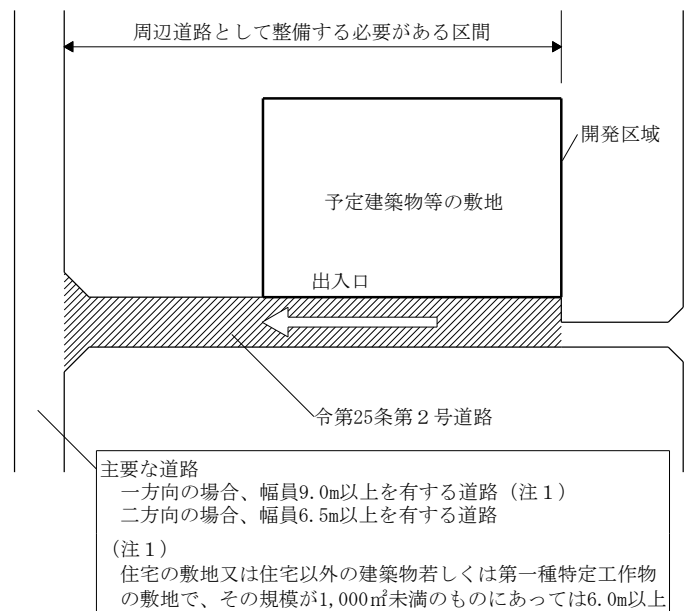 周辺道路として整備する必要がある区間
開発区域
予定建築物等の敷地
出入口
令第25条第２号道路
主要な道路
一方向の場合、幅員9.0m以上を有する道路（注１）
二方向の場合、幅員6.5m以上を有する道路
（注１）
住宅の敷地又は住宅以外の建築物若しくは第一種特定工作物
の敷地で、その規模が1,000㎡未満のものにあっては6.0m以上